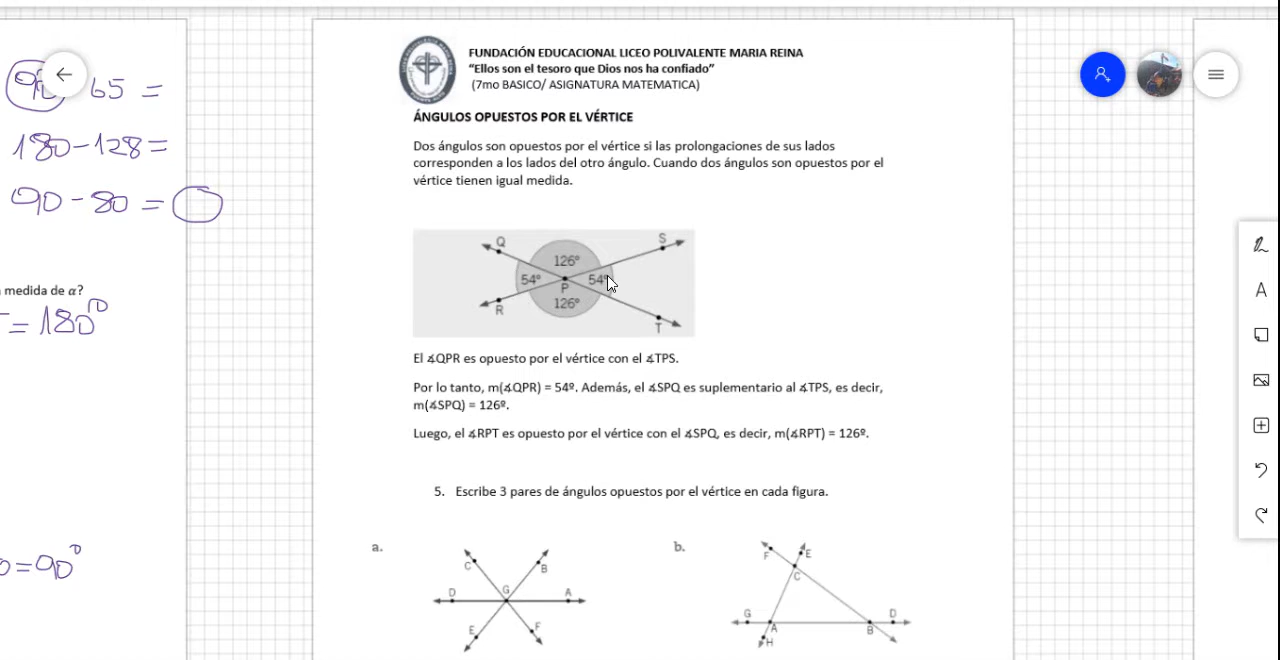 90 65 =
180-128=
90-80=
medida de α?
= 180°
0=90°
FUNDACIÓN EDUCACIONAL LICEO POLIVALENTE MARIA REINA
“Ellos son el tesoro que Dios nos ha confiado”
(7mo BASICO/ ASIGNATURA MATEMATICA)
ÁNGULOS OPUESTOS POR EL VÉRTICE
Dos ángulos son opuestos por el vértice si las prolongaciones de sus lados
corresponden a los lados del otro ángulo. Cuando dos ángulos son opuestos por el
vértice tienen igual medida.
Q S
126º
54º 54º
P
126º
R T
El ∡QPR es opuesto por el vértice con el ∡TPS.
Por lo tanto, m(∡QPR) = 54º. Además, el ∡SPQ es suplementario al ∡TPS, es decir,
m(∡SPQ) = 126º.
Luego, el ∡RPT es opuesto por el vértice con el ∡SPQ, es decir, m(∡RPT) = 126º.
5. Escribe 3 pares de ángulos opuestos por el vértice en cada figura.
a.
C B
D G A
E F
b.
F E
C
G D
A B
H
A